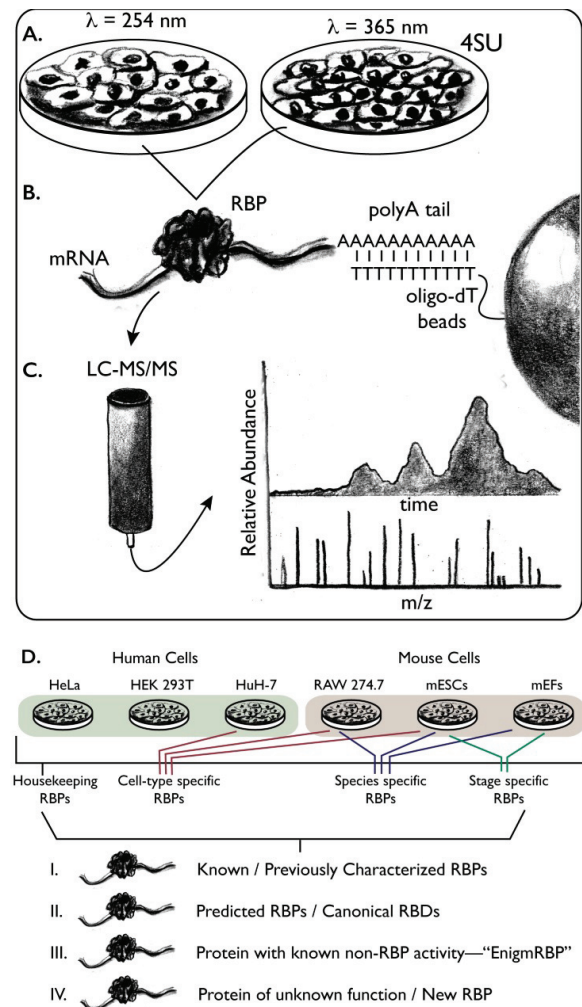 λ = 254 nm
λ = 365 nm
A.
4SU
B.
RBP
polyA tail
mRNA
AAAAAAAAAAA
TTTTTTTTTTT
oligo-dT
beads
C.
LC-MS/MS
Relative Abundance
time
m/z
D.
Human Cells
Mouse Cells
HeLa
HEK 293T
HuH-7
RAW 274.7
mESCs
mEFs
Housekeeping
RBPs
Cell-type specific
RBPs
Species specific
RBPs
Stage specific
RBPs
I. Known / Previously Characterized RBPs
II. Predicted RBPs / Canonical RBDs
III. Protein with known non-RBP activity—“EnigmRBP”
IV. Protein of unknown function / New RBP